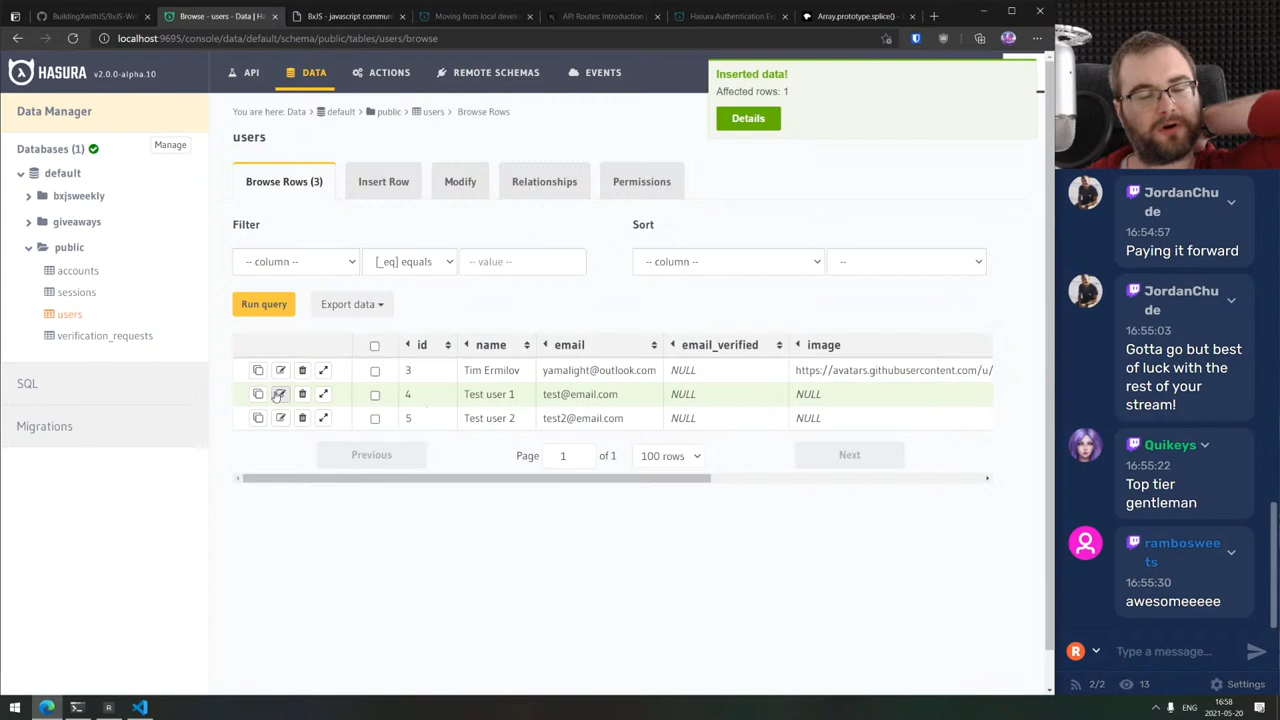 BuildingXwithJS/BxJS-We
Browse - users - Data | Ha
BxJS - javascript commun
Moving from local develo
API Routes: Introduction |
Hasura Authentication Ex
Array.prototype.splice()
localhost:9695/console/data/default/schema/public/tables/users/browse
HASURA
v2.0.0-alpha.10
API
DATA
ACTIONS
REMOTE SCHEMAS
EVENTS
Inserted data!
Affected rows: 1
Details
Data Manager
Databases (1)
Manage
default
bxjsweekly
giveaways
public
accounts
sessions
users
verification_requests
SQL
Migrations
You are here: Data > default > public > users > Browse Rows
users
Browse Rows (3)
Insert Row
Modify
Relationships
Permissions
Filter
Sort
-- column --
[_eq] equals
-- value --
-- column --
--
Run query
Export data
id name email email_verified image
3 Tim Ermilov yamalight@outlook.com NULL https://avatars.githubusercontent.com/u/
4 Test user 1 test@email.com NULL NULL
5 Test user 2 test2@email.com NULL NULL
Previous
Page 1 of 1
100 rows
Next
JordanChu
de
16:54:57
Paying it forward
JordanChu
de
16:55:03
Gotta go but best
of luck with the
rest of your
stream!
Quikeys
16:55:22
Top tier
gentleman
ramboswee
ts
16:55:30
awesomeeeee
R
Type a message...
2/2
13
Settings
R
ENG
16:58
2021-05-20